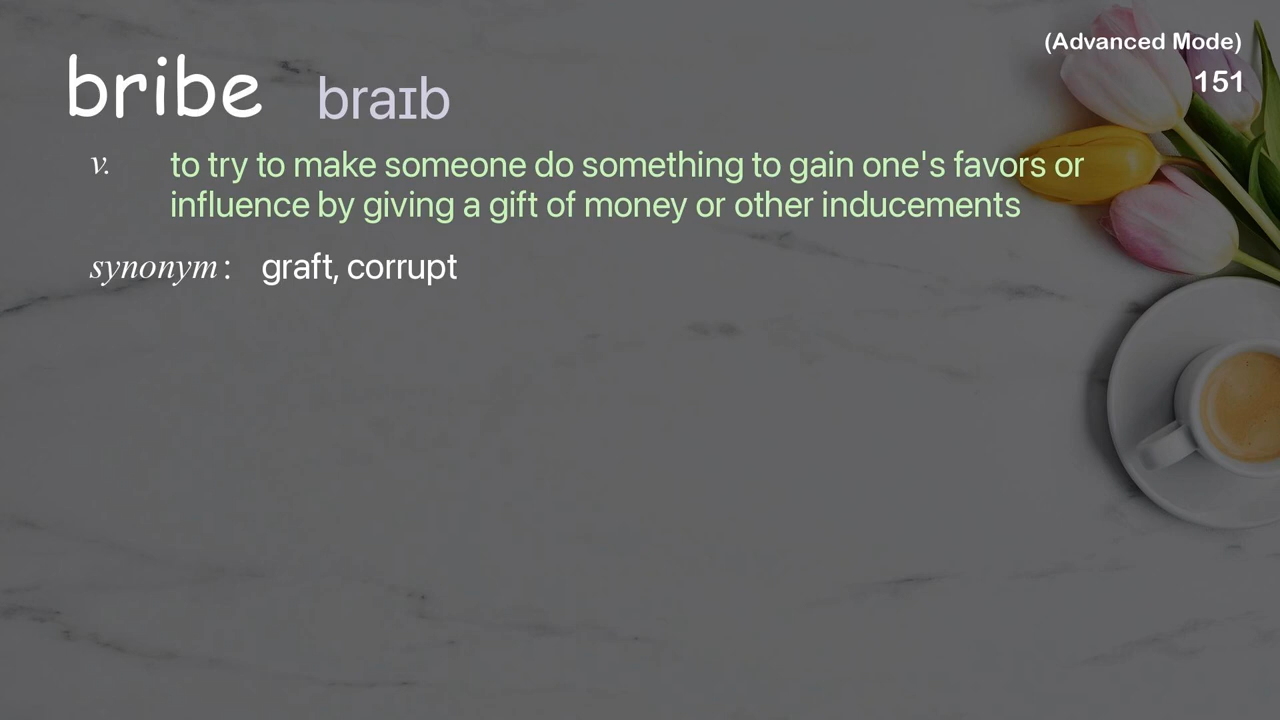 (Advanced Mode)
bribe braɪb
151
v. to try to make someone do something to gain one's favors or
influence by giving a gift of money or other inducements
synonym : graft, corrupt